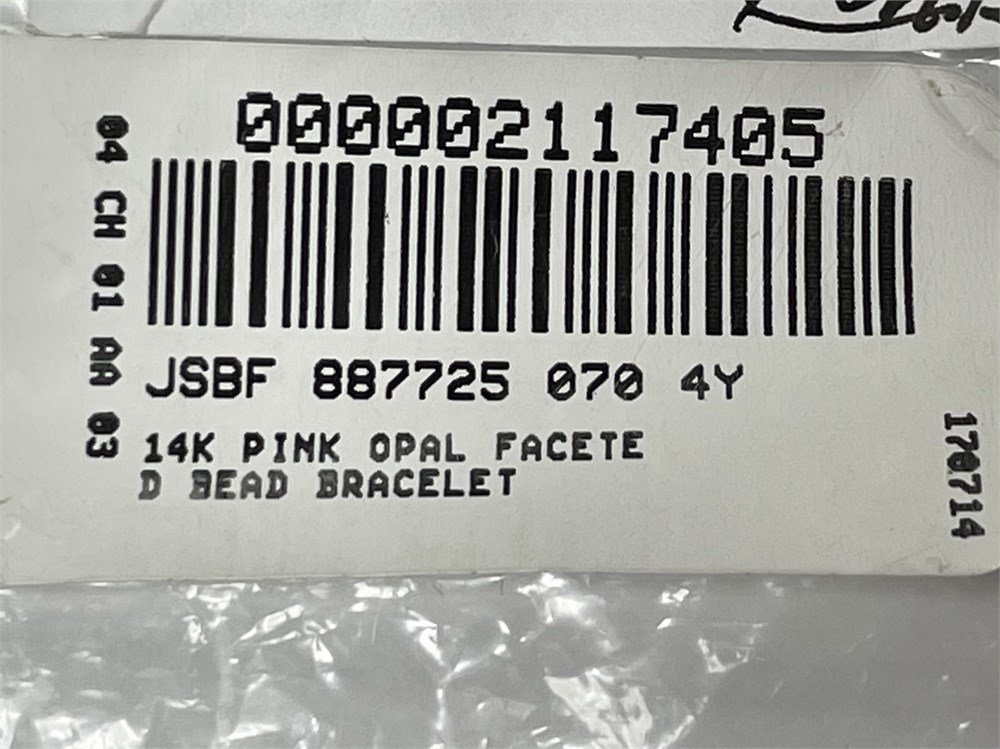 000002117405
04 CH 01 AA 03
JSBF 887725 070 4Y
14K PINK OPAL FACETE
D BEAD BRACELET
170714